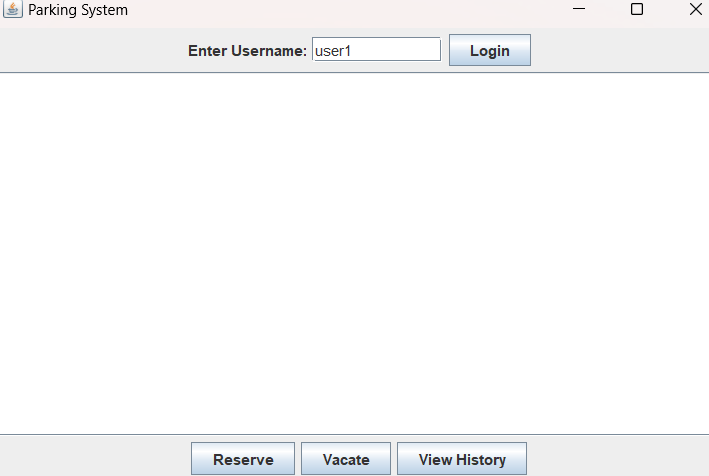 Parking System
Enter Username: user1 Login
Reserve Vacate View History